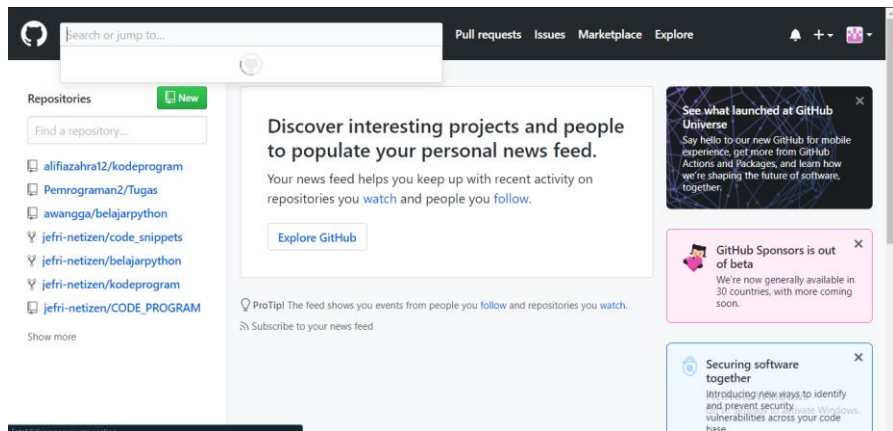 Search or jump to...
Pull requests Issues Marketplace Explore
Repositories
New
Find a repository...
alifiazahra12/kodeprogram
Pemrograman2/Tugas
awangga/belajarpython
jefri-netizen/code_snippets
jefri-netizen/belajarpython
jefri-netizen/kodeprogram
jefri-netizen/CODE_PROGRAM
Show more
Discover interesting projects and people
to populate your personal news feed.
Your news feed helps you keep up with recent activity on
repositories you watch and people you follow.
Explore GitHub
ProTip! The feed shows you events from people you follow and repositories you watch.
Subscribe to your news feed
See what launched at GitHub
Universe
Say hello to our new GitHub for mobile
experience, get more from GitHub
Actions and Packages, and learn how
we're shaping the future of software,
together.
GitHub Sponsors is out
of beta
We're now generally available in
30 countries, with more coming
soon.
Securing software
together
Introducing new ways to identify
and prevent security
vulnerabilities across your code
base